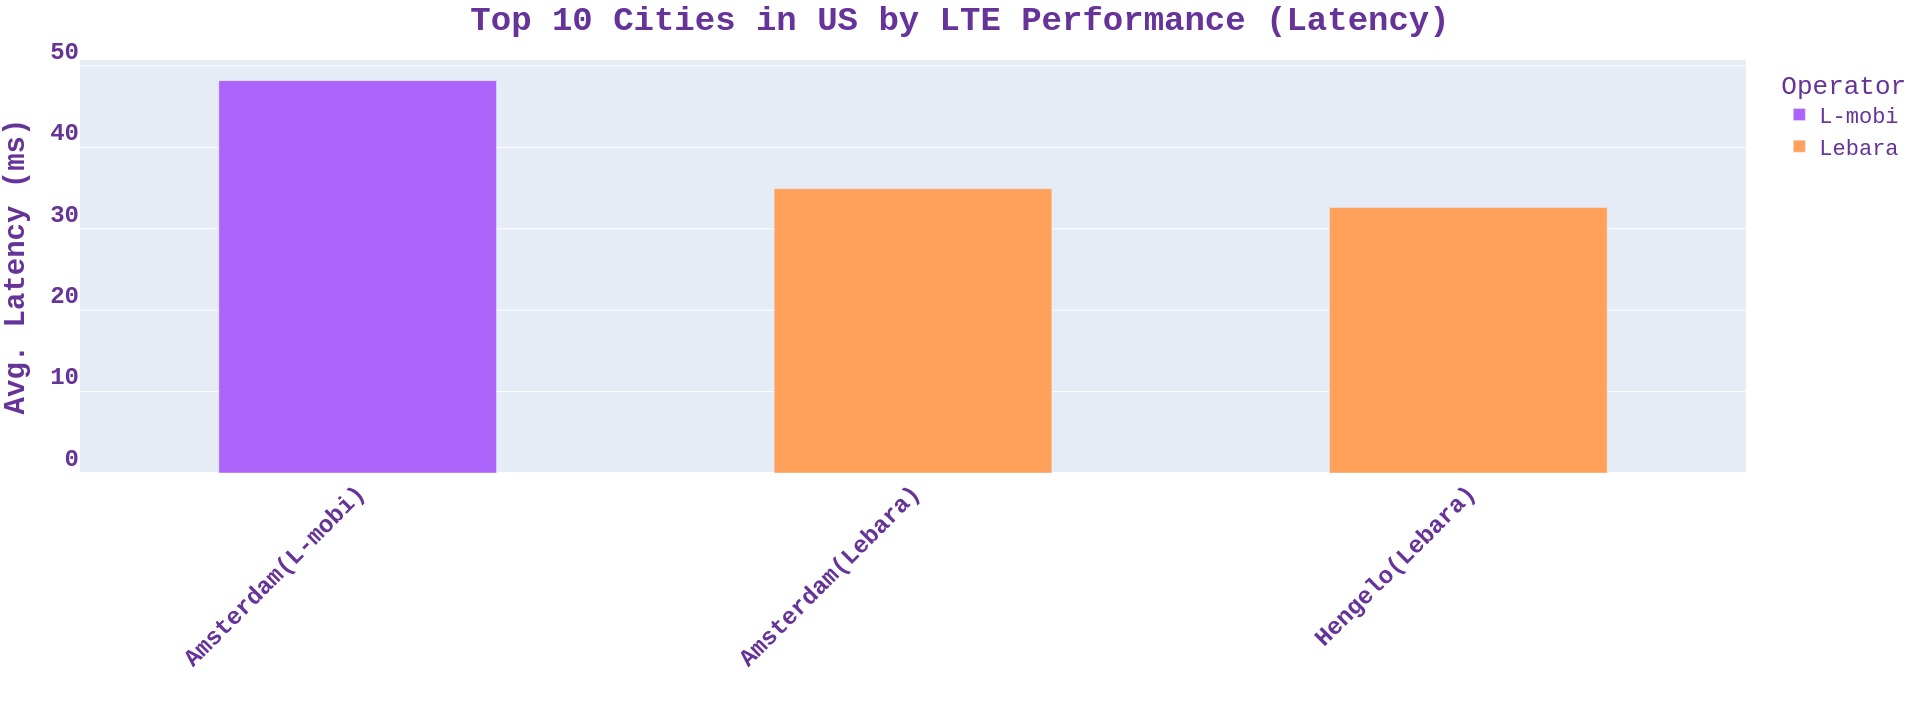 Top 10 Cities in US by LTE Performance (Latency)
Avg. Latency (ms)
50
40
30
20
10
0
Amsterdam(L-mobi)
Amsterdam(Lebara)
Hengelo(Lebara)
Operator
L-mobi
Lebara